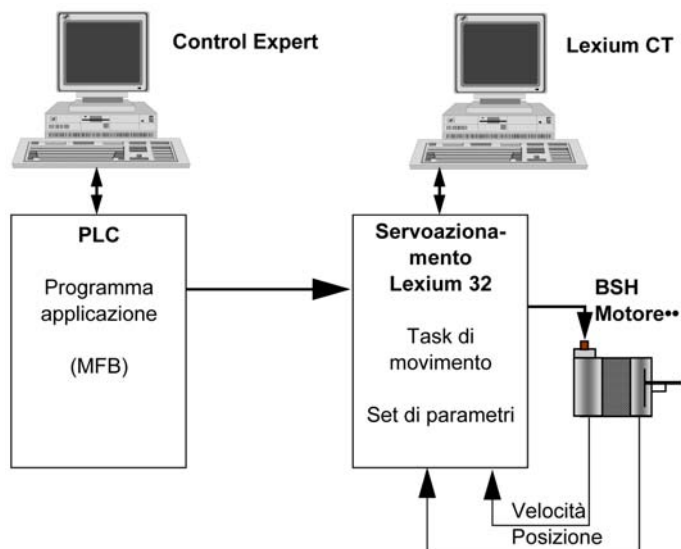 Control Expert
Lexium CT
PLC
Programma
applicazione
(MFB)
Servoaziona-
mento
Lexium 32
Task di
movimento
Set di parametri
BSH
Motore••
Velocità
Posizione